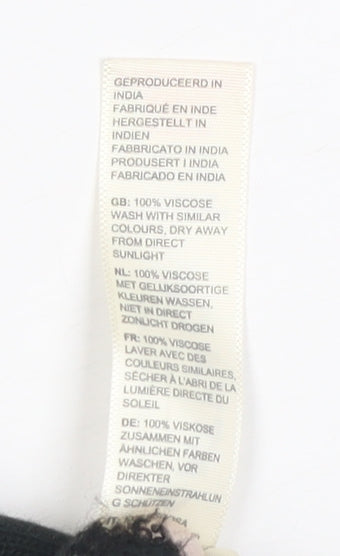 GEPRODUCEERD IN
INDIA
FABRIQUÉ EN INDE
HERGESTELLT IN
INDIEN
FABBRICATO IN INDIA
PRODUSERT I INDIA
FABRICADO EN INDIA
GB: 100% VISCOSE
WASH WITH SIMILAR
COLOURS, DRY AWAY
FROM DIRECT
SUNLIGHT
NL: 100% VISCOSE
MET GELIJKSOORTIGE
KLEUREN WASSEN,
NIET IN DIRECT
ZONLICHT DROGEN
FR: 100% VISCOSE
LAVER AVEC DES
COULEURS SIMILAIRES,
SÉCHER À L'ABRI DE LA
LUMIÈRE DIRECTE DU
SOLEIL
DE: 100% VISKOSE
ZUSAMMEN MIT
ÄHNLICHEN FARBEN
WASCHEN, VOR
DIREKTER
SONNENEINSTRAHLUN
G SCHÜTZEN